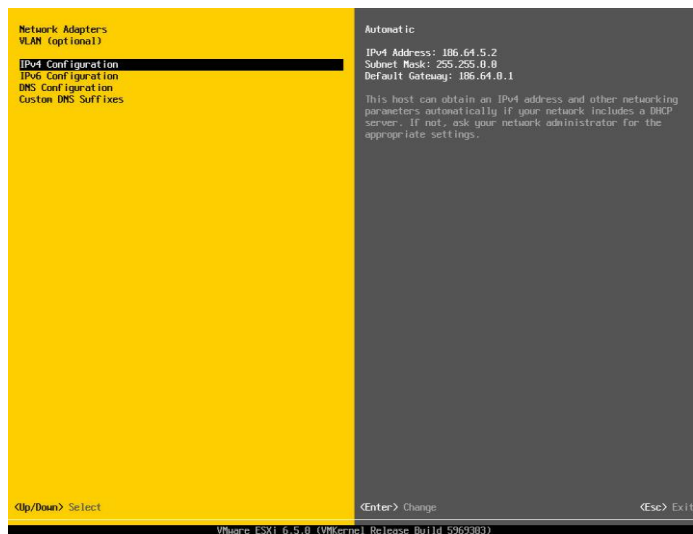 Network Adapters
VLAN (optional)
IPv4 Configuration
IPv6 Configuration
DNS Configuration
Custom DNS Suffixes
Automatic
IPv4 Address: 186.64.5.2
Subnet Mask: 255.255.0.0
Default Gateway: 186.64.0.1
This host can obtain an IPv4 address and other networking
parameters automatically if your network includes a DHCP
server. If not, ask your network administrator for the
appropriate settings.
<Up/Down> Select
<Enter> Change
<Esc> Exit
VMware ESXi 6.5.0 (VMKernel Release Build 5969303)